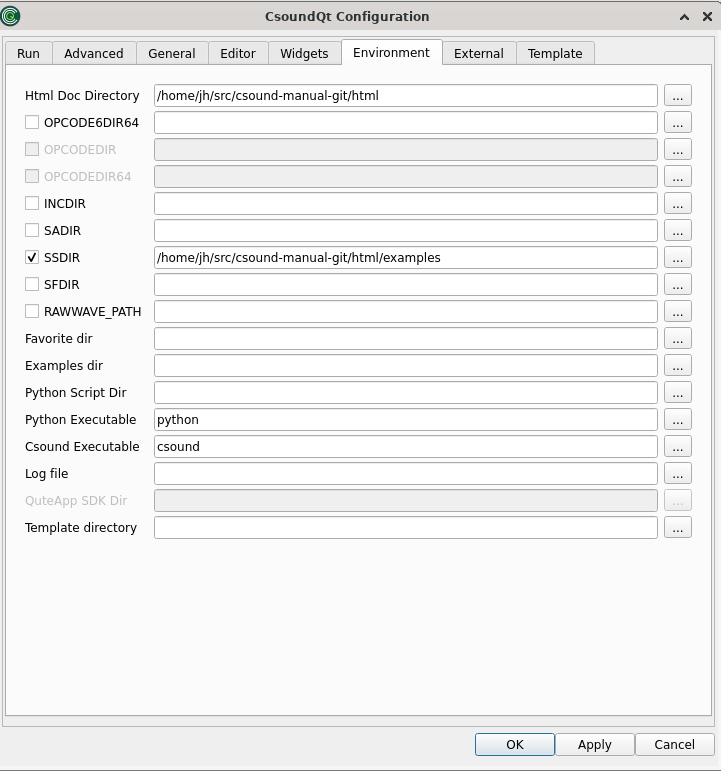 CsoundQt Configuration
Run Advanced General Editor Widgets Environment External Template
Html Doc Directory /home/jh/src/csound-manual-git/html ...
OPCODE6DIR64 ...
OPCODEDIR ...
OPCODEDIR64 ...
INCDIR ...
SADIR ...
SSDIR /home/jh/src/csound-manual-git/html/examples ...
SFDIR ...
RAWWAVE_PATH ...
Favorite dir ...
Examples dir ...
Python Script Dir ...
Python Executable python ...
Csound Executable csound ...
Log file ...
QuteApp SDK Dir ...
Template directory ...
OK Apply Cancel